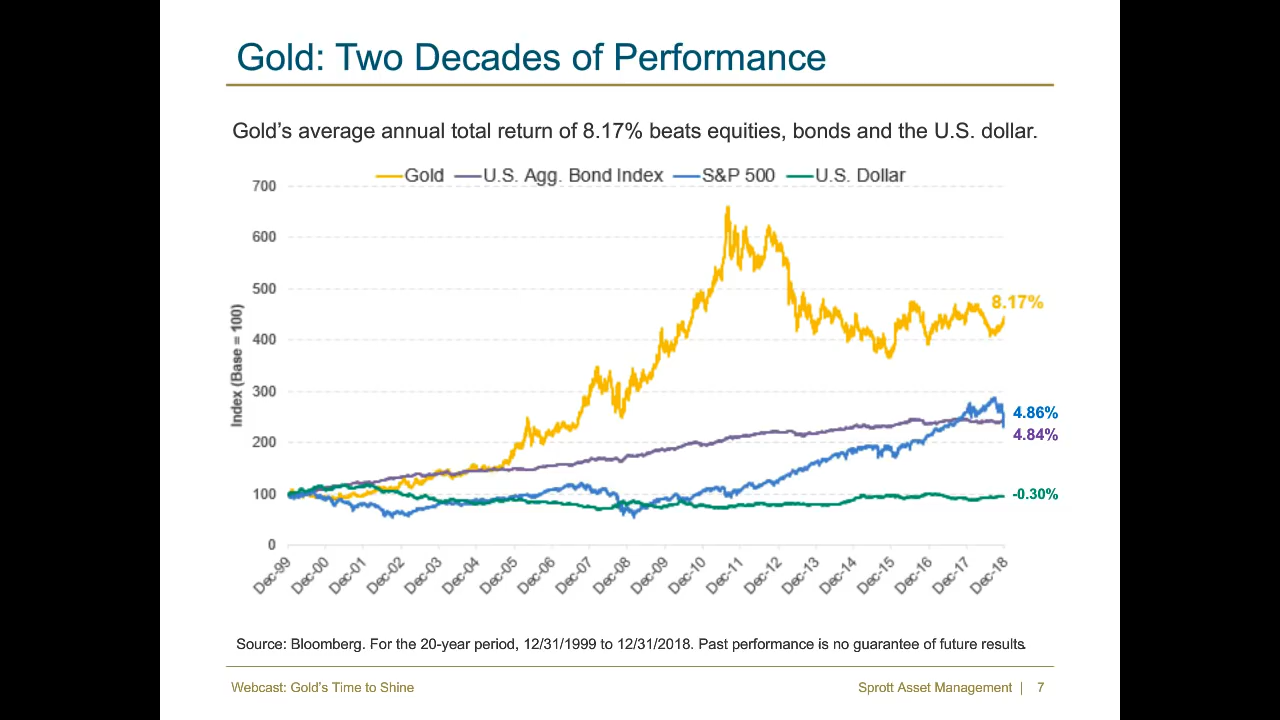 Gold: Two Decades of Performance
Gold's average annual total return of 8.17% beats equities, bonds and the U.S. dollar.
Gold U.S. Agg. Bond Index S&P 500 U.S. Dollar
Index (Base = 100)
700
600
500
400
300
200
100
0
8.17%
4.86%
4.84%
-0.30%
Dec-99 Dec-00 Dec-01 Dec-02 Dec-03 Dec-04 Dec-05 Dec-06 Dec-07 Dec-08 Dec-09 Dec-10 Dec-11 Dec-12 Dec-13 Dec-14 Dec-15 Dec-16 Dec-17 Dec-18
Source: Bloomberg. For the 20-year period, 12/31/1999 to 12/31/2018. Past performance is no guarantee of future results.
Webcast: Gold's Time to Shine Sprott Asset Management | 7